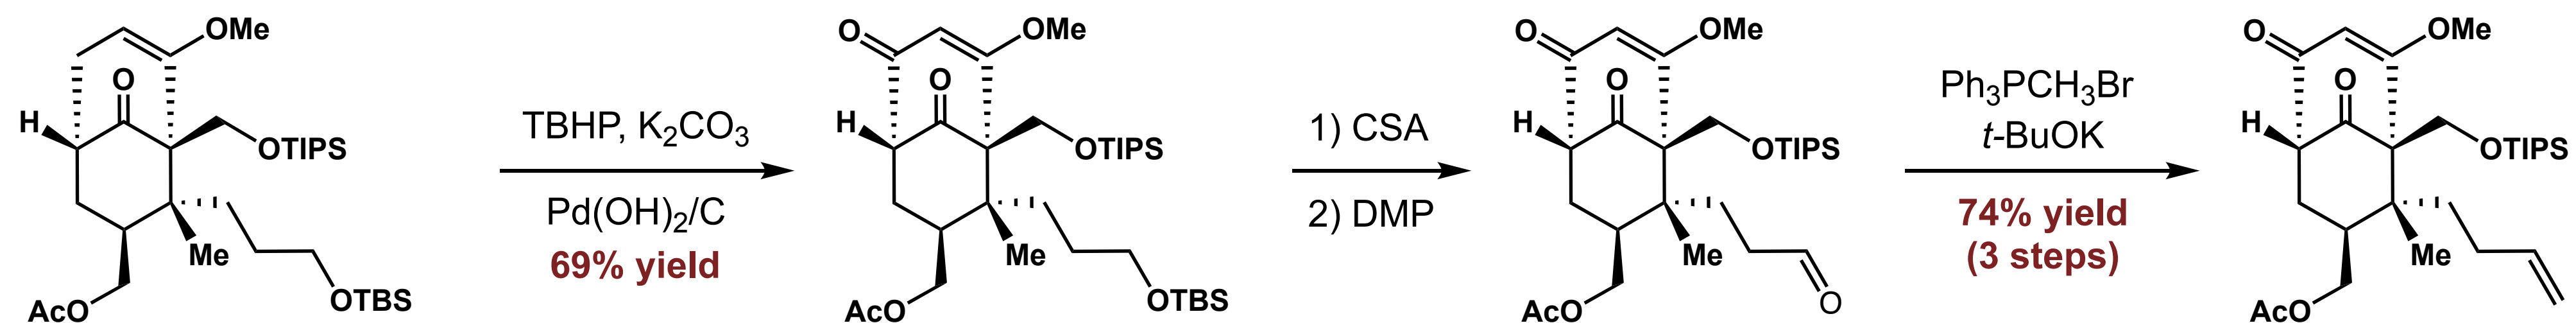 OMe
O
H
OTIPS
Me
AcO
OTBS
TBHP, K₂CO₃
Pd(OH)₂/C
69% yield
O
OMe
O
H
OTIPS
Me
AcO
OTBS
1) CSA
2) DMP
O
OMe
O
H
OTIPS
Me
AcO
O
Ph₃PCH₃Br
t-BuOK
74% yield
(3 steps)
O
OMe
O
H
OTIPS
Me
AcO